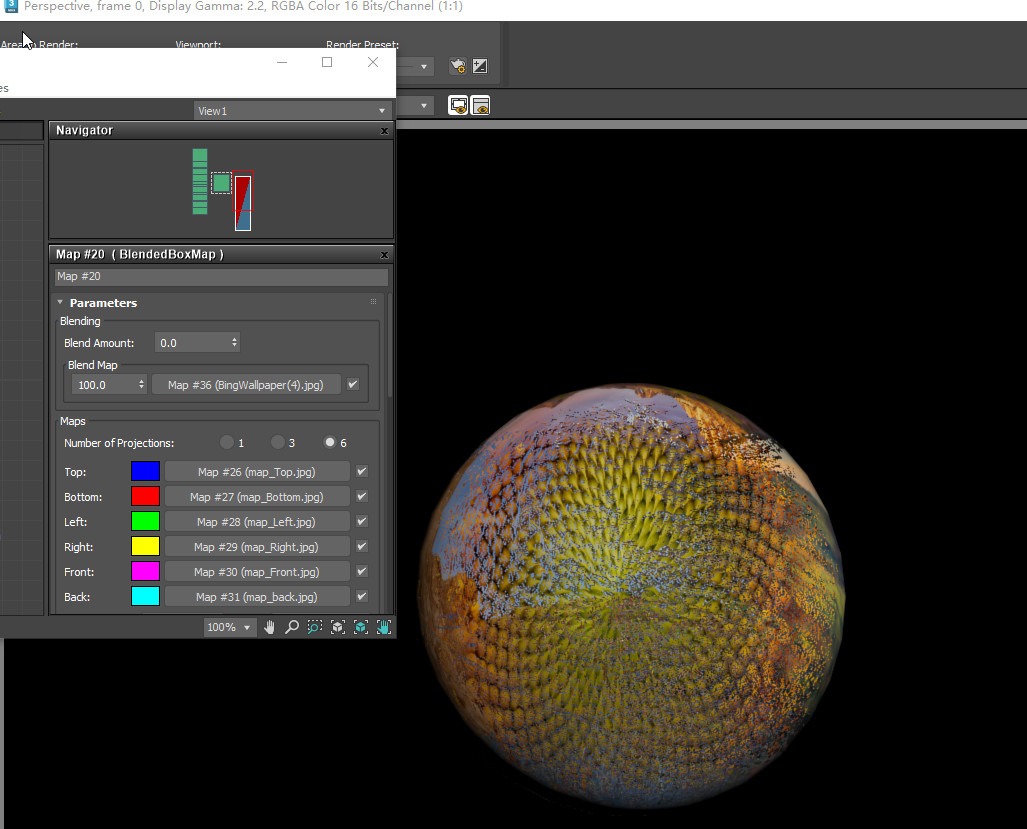 Perspective, frame 0, Display Gamma: 2.2, RGBA Color 16 Bits/Channel (1:1)
Area to Render: Viewport: Render Preset:
es
View1
Navigator
Map #20 ( BlendedBoxMap )
Map #20
Parameters
Blending
Blend Amount: 0.0
Blend Map
100.0 Map #36 (BingWallpaper(4).jpg)
Maps
Number of Projections: 1 3 6
Top: Map #26 (map_Top.jpg)
Bottom: Map #27 (map_Bottom.jpg)
Left: Map #28 (map_Left.jpg)
Right: Map #29 (map_Right.jpg)
Front: Map #30 (map_Front.jpg)
Back: Map #31 (map_back.jpg)
100%